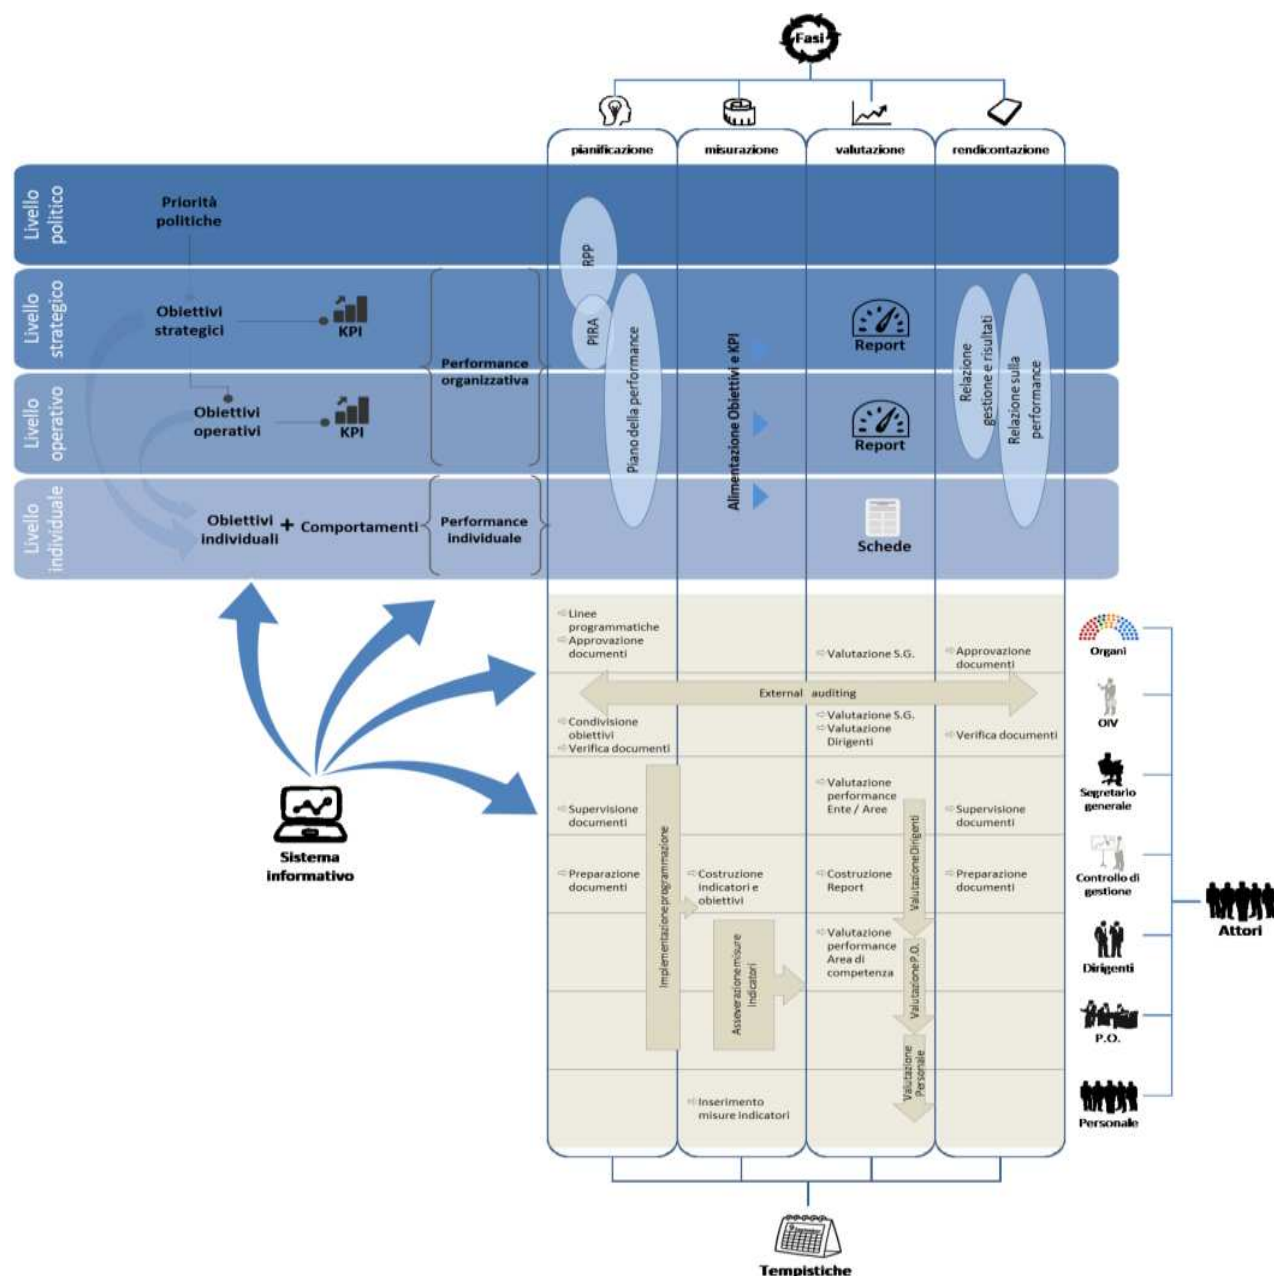 Fasi
pianificazione
misurazione
valutazione
rendicontazione
Livello
politico
Priorità
politiche
RPP
Livello
strategico
Obiettivi
strategici
KPI
PIRA
Report
Livello
operativo
Obiettivi
operativi
KPI
Performance
organizzativa
Piano della performance
Alimentazione Obiettivi e KPI
Report
Relazione
gestione e risultati
Relazione sulla
performance
Livello
individuale
Obiettivi
individuali
+
Comportamenti
Performance
individuale
Schede
Linee
programmatiche
Approvazione
documenti
Valutazione S.G.
Approvazione
documenti
Organi
External auditing
Condivisione
obiettivi
Verifica documenti
Valutazione S.G.
Valutazione
Dirigenti
Verifica documenti
OIV
Supervisione
documenti
Valutazione
performance
Ente / Aree
Supervisione
documenti
Segretario
generale
Sistema
informativo
Preparazione
documenti
Implementazione programmazione
Costruzione
indicatori e
obiettivi
Costruzione
Report
Valutazione Dirigenti
Preparazione
documenti
Controllo di
gestione
Attori
Asseverazione misure
Indicatori
Valutazione
performance
Area di
competenza
Valutazione P.O.
Dirigenti
P.O.
Valutazione
Personale
Inserimento
misure indicatori
Personale
Tempistiche